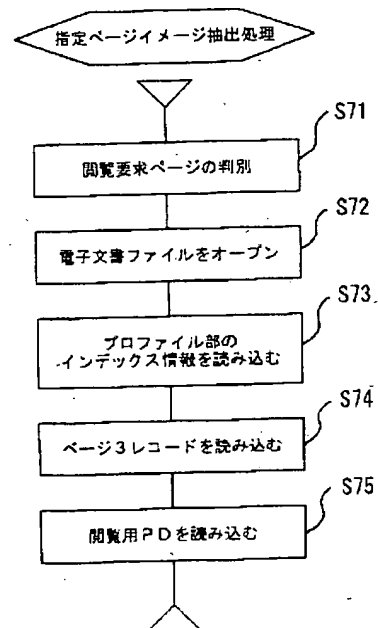 指定ページイメージ抽出処理
S71
閲覧要求ページの判別
S72
電子文書ファイルをオープン
S73
プロファイル部の
インデックス情報を読み込む
S74
ページ3レコードを読み込む
S75
閲覧用PDを読み込む